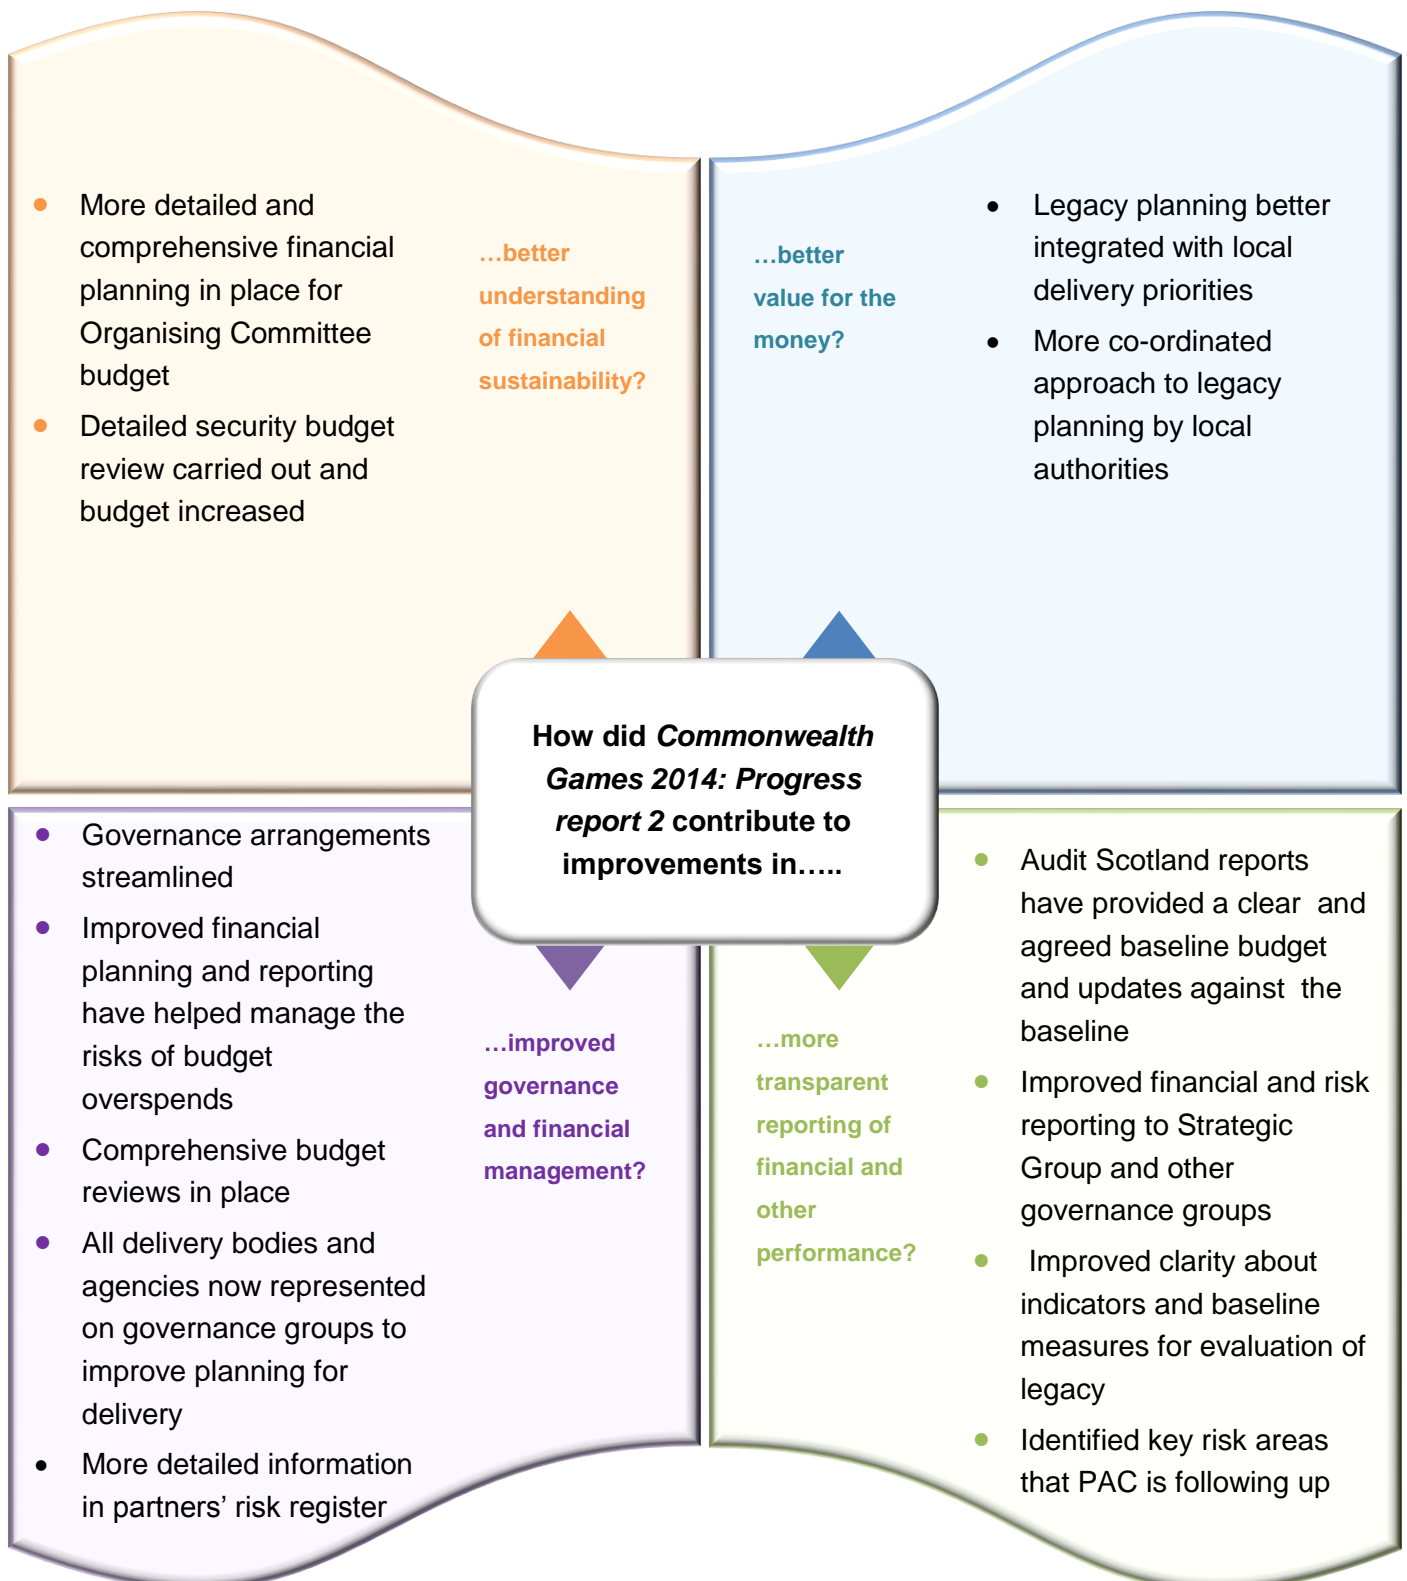 More detailed and
comprehensive financial
planning in place for
Organising Committee
budget
Detailed security budget
review carried out and
budget increased
…better
understanding
of financial
sustainability?
…better
value for the
money?
Legacy planning better
integrated with local
delivery priorities
More co-ordinated
approach to legacy
planning by local
authorities
How did Commonwealth
Games 2014: Progress
report 2 contribute to
improvements in…..
Governance arrangements
streamlined
Improved financial
planning and reporting
have helped manage the
risks of budget
overspends
Comprehensive budget
reviews in place
All delivery bodies and
agencies now represented
on governance groups to
improve planning for
delivery
More detailed information
in partners’ risk register
…improved
governance
and financial
management?
…more
transparent
reporting of
financial and
other
performance?
Audit Scotland reports
have provided a clear and
agreed baseline budget
and updates against the
baseline
Improved financial and risk
reporting to Strategic
Group and other
governance groups
Improved clarity about
indicators and baseline
measures for evaluation of
legacy
Identified key risk areas
that PAC is following up